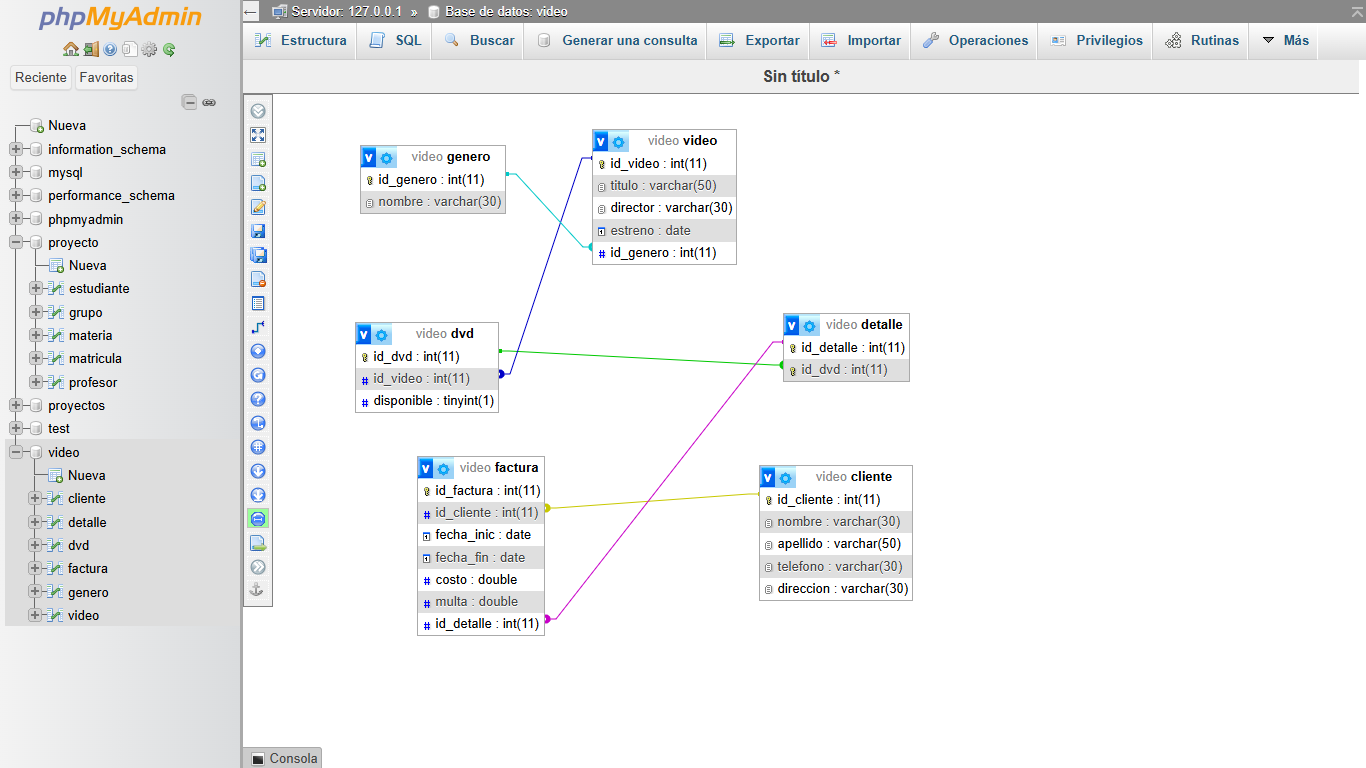 phpMyAdmin
Reciente Favoritas
Nueva
information_schema
mysql
performance_schema
phpmyadmin
proyecto
Nueva
estudiante
grupo
materia
matricula
profesor
proyectos
test
video
Nueva
cliente
detalle
dvd
factura
genero
video
Servidor: 127.0.0.1 » Base de datos: video
Estructura SQL Buscar Generar una consulta Exportar Importar Operaciones Privilegios Rutinas Más
Sin título *
V video genero
id_genero : int(11)
nombre : varchar(30)
V video video
id_video : int(11)
titulo : varchar(50)
director : varchar(30)
estreno : date
# id_genero : int(11)
V video dvd
id_dvd : int(11)
# id_video : int(11)
# disponible : tinyint(1)
V video detalle
id_detalle : int(11)
id_dvd : int(11)
V video factura
id_factura : int(11)
# id_cliente : int(11)
fecha_inic : date
fecha_fin : date
# costo : double
# multa : double
# id_detalle : int(11)
V video cliente
id_cliente : int(11)
nombre : varchar(30)
apellido : varchar(50)
telefono : varchar(30)
direccion : varchar(30)
Consola